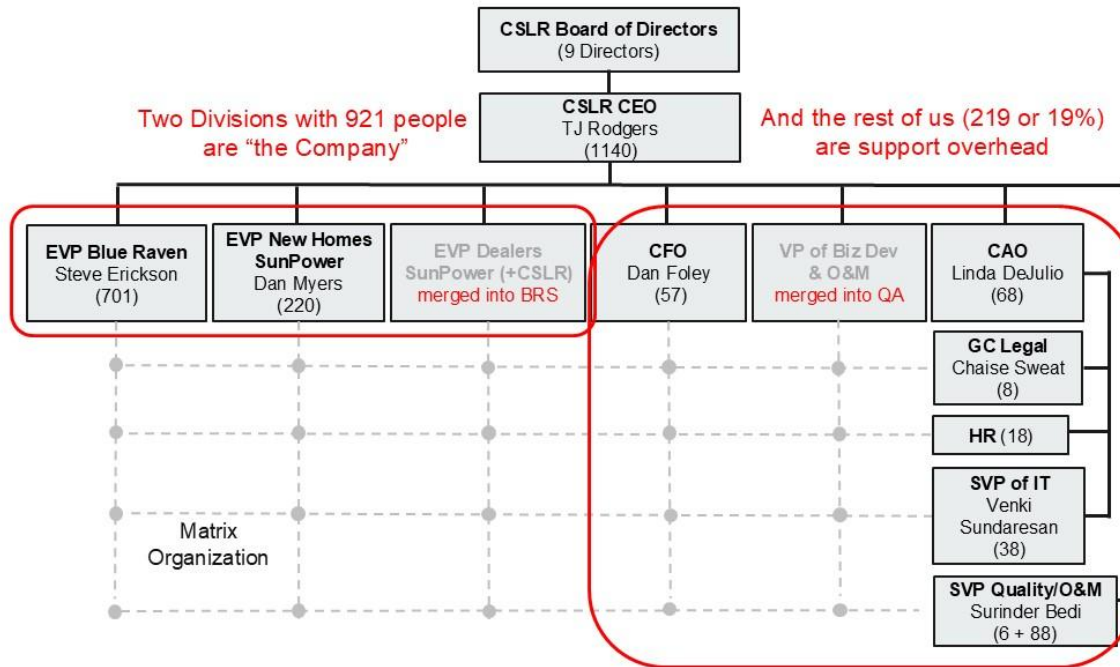 CSLR Board of Directors
(9 Directors)
CSLR CEO
TJ Rodgers
(1140)
Two Divisions with 921 people
are “the Company”
And the rest of us (219 or 19%)
are support overhead
EVP Blue Raven
Steve Erickson
(701)
EVP New Homes
SunPower
Dan Myers
(220)
EVP Dealers
SunPower (+CSLR)
merged into BRS
CFO
Dan Foley
(57)
VP of Biz Dev
& O&M
merged into QA
CAO
Linda DeJulio
(68)
GC Legal
Chaise Sweat
(8)
HR (18)
SVP of IT
Venki
Sundaresan
(38)
SVP Quality/O&M
Surinder Bedi
(6 + 88)
Matrix
Organization